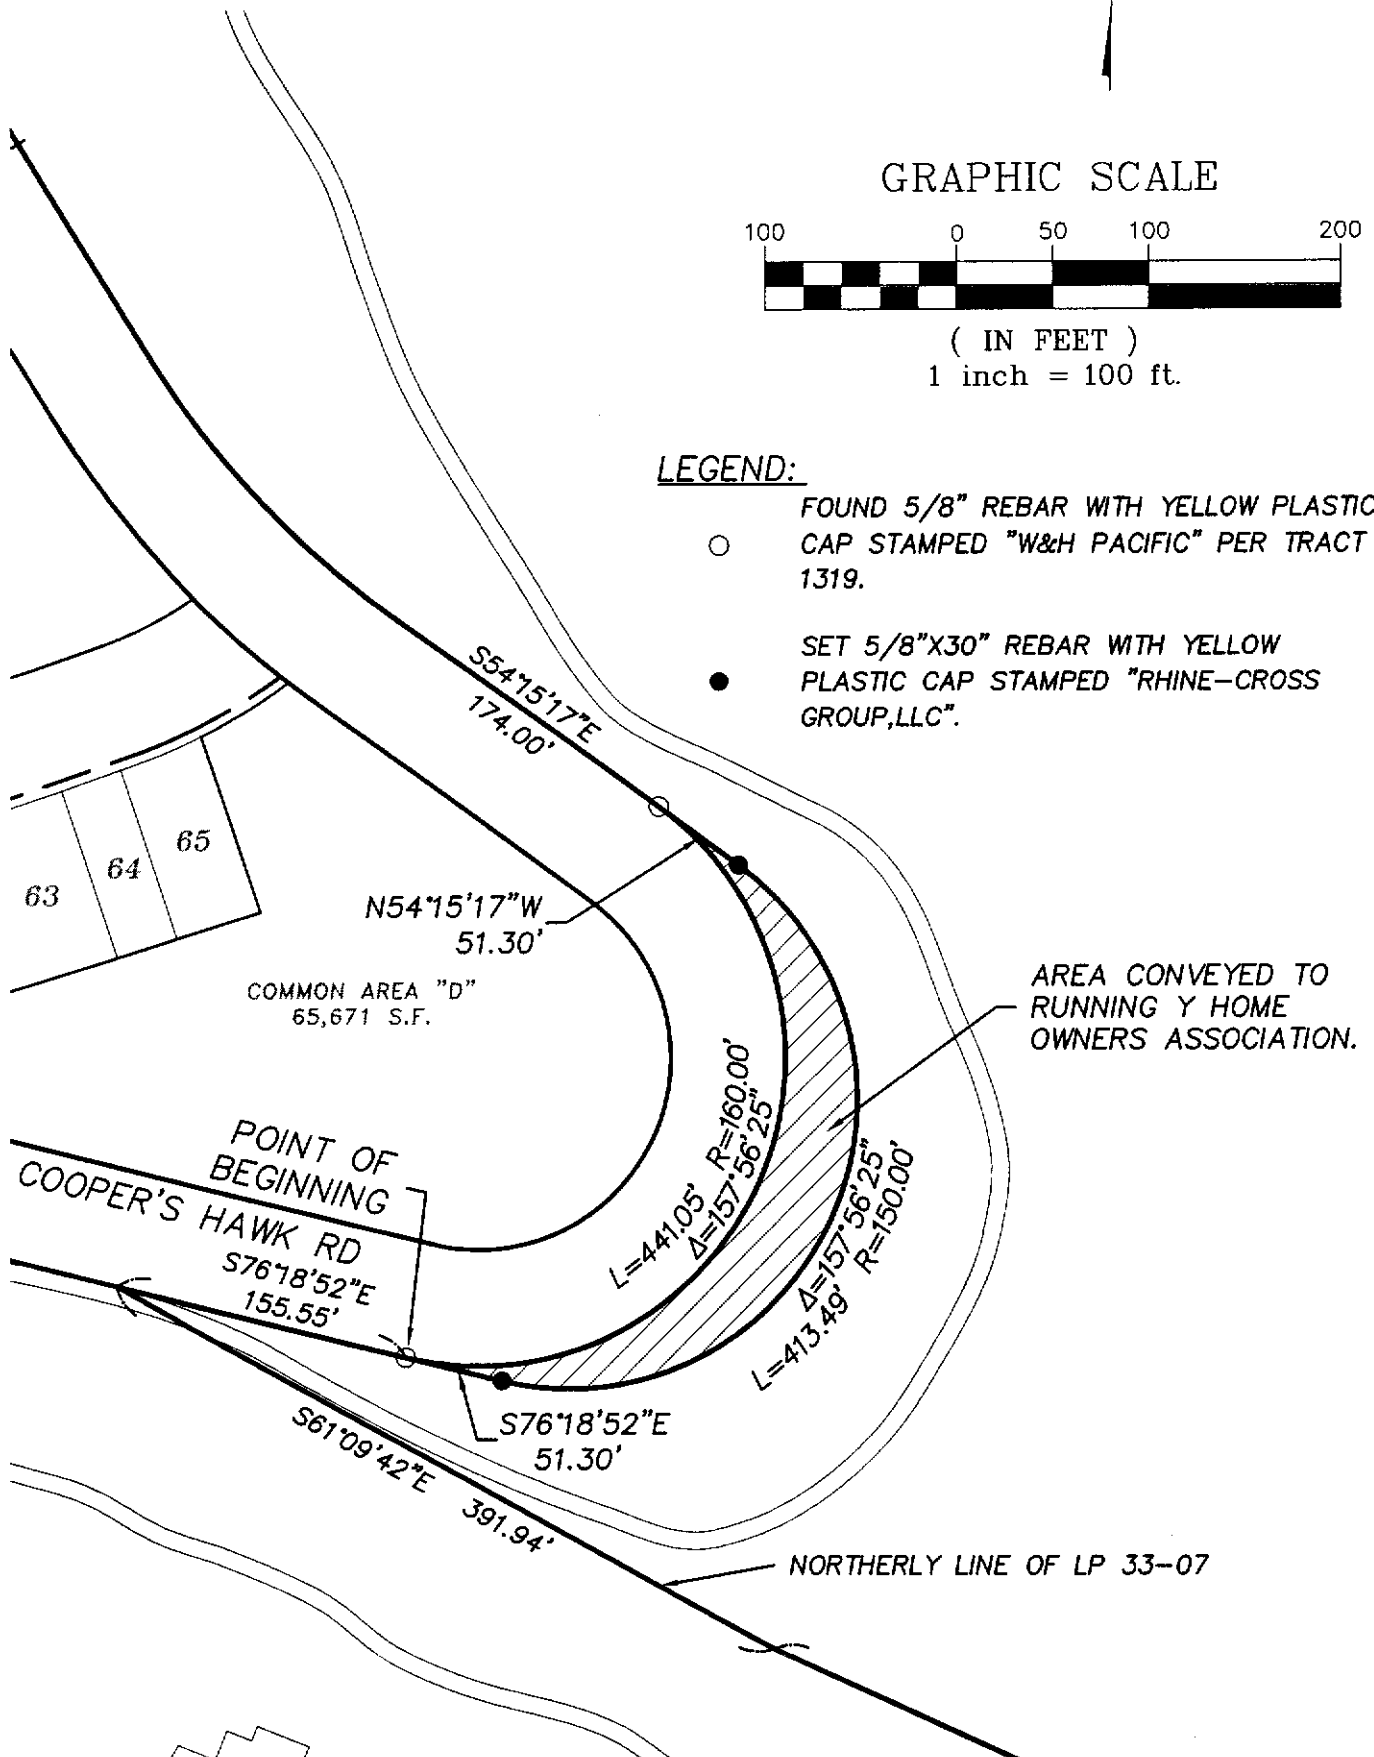 GRAPHIC SCALE
100 0 50 100 200
( IN FEET )
1 inch = 100 ft.
LEGEND:
FOUND 5/8" REBAR WITH YELLOW PLASTIC
CAP STAMPED "W&H PACIFIC" PER TRACT
1319.
SET 5/8"X30" REBAR WITH YELLOW
PLASTIC CAP STAMPED "RHINE-CROSS
GROUP,LLC".
S54°15'17"E
174.00'
63
64
65
N54°15'17"W
51.30'
COMMON AREA "D"
65,671 S.F.
AREA CONVEYED TO
RUNNING Y HOME
OWNERS ASSOCIATION.
L=441.05' R=160.00'
Δ=157°56'25"
Δ=157°56'25"
L=413.49' R=150.00'
POINT OF
BEGINNING
COOPER'S HAWK RD
S76°18'52"E
155.55'
S76°18'52"E
51.30'
S61°09'42"E 391.94'
NORTHERLY LINE OF LP 33-07